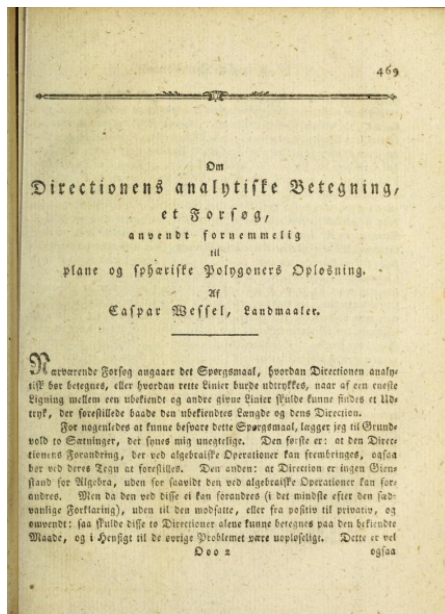 469
Om
Directionens analytiske Betegning,
et Forsøg,
anvendt fornemmelig
til
plane og sphæriske Polygoners Opløsning.
Af
Caspar Wessel, Landmaaler.
Nærværende Forsøg angaaer det Spørgsmaal, hvordan Directionen analy-
tisk bør betegnes, eller hvordan rette Linier burde udtrykkes, naar af en eneste
Ligning mellem een ubekiendt og andre givne Linier skulde kunne findes et Ud-
tryk, der forestillede baade den ubekiendtes Længde og dens Direction.
For nogenledes at kunne besvare dette Spørgsmaal, lægger jeg til Grund-
vold to Sætninger, der synes mig unegtelige. Den første er: at den Direc-
tionens Forandring, der ved algebraiske Operationer kan frembringes, ogsaa
bør ved deres Tegn at forestilles. Den anden: at Direction er ingen Gien-
stand for Algebra, uden for saavidt den ved algebraiske Operationer kan for-
andres. Men da den ved disse ei kan forandres (i det mindste efter den sæd-
vanlige Forklaring), uden til den modsatte, eller fra positiv til privativ, og
omvendt: saa skulde disse to Directioner alene kunne betegnes paa den bekiendte
Maade, og i Hensigt til de øvrige Problemet være uopløseligt. Dette er vel
Ooo 2 ogsaa